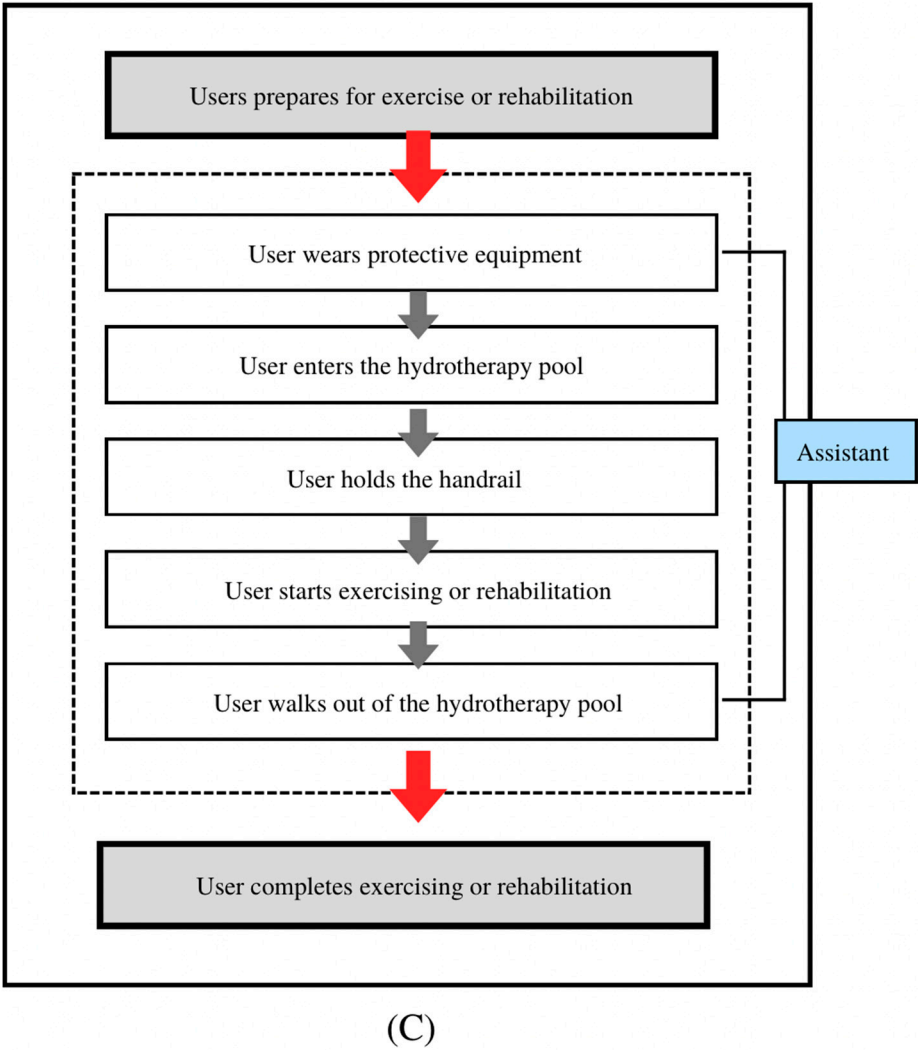 Users prepares for exercise or rehabilitation
User wears protective equipment
User enters the hydrotherapy pool
User holds the handrail
Assistant
User starts exercising or rehabilitation
User walks out of the hydrotherapy pool
User completes exercising or rehabilitation
(C)